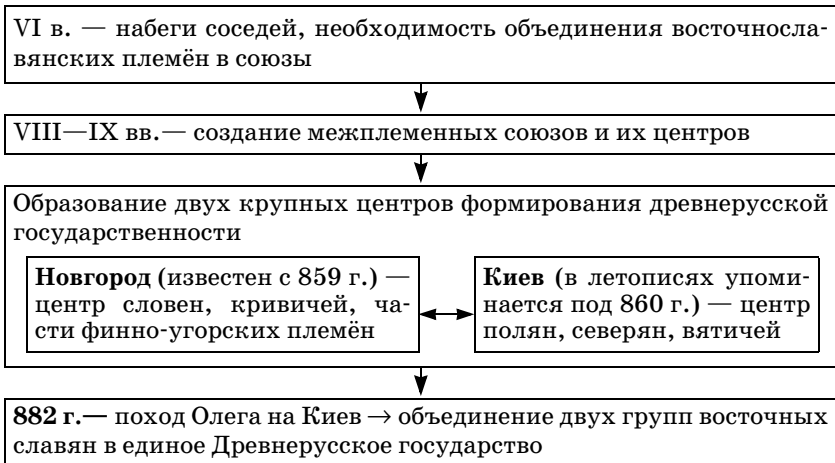 VI в. — набеги соседей, необходимость объединения восточносла-
вянских племён в союзы
VIII—IX вв.— создание межплеменных союзов и их центров
Образование двух крупных центров формирования древнерусской
государственности
Новгород (известен с 859 г.) —
центр словен, кривичей, ча-
сти финно-угорских племён
Киев (в летописях упоми-
нается под 860 г.) — центр
полян, северян, вятичей
882 г.— поход Олега на Киев → объединение двух групп восточных
славян в единое Древнерусское государство